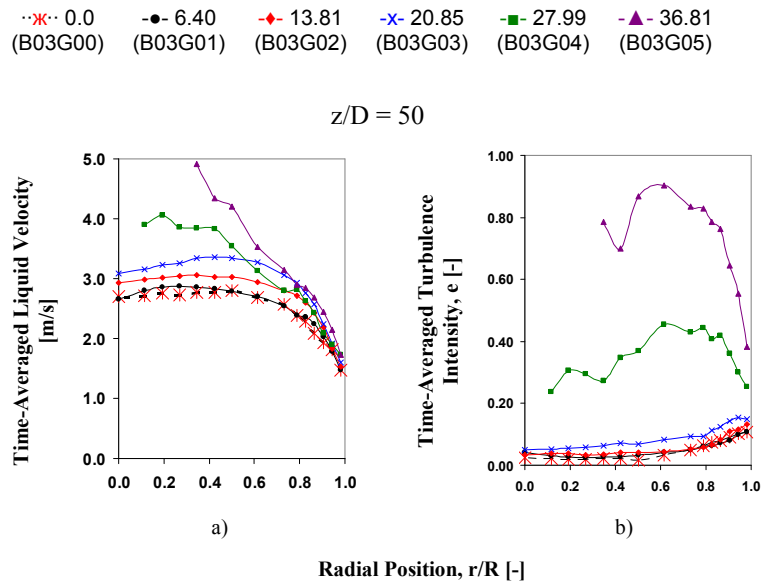 0.0 6.40 13.81 20.85 27.99 36.81
(B03G00) (B03G01) (B03G02) (B03G03) (B03G04) (B03G05)
z/D = 50
Time-Averaged Liquid Velocity
[m/s]
5.0
4.0
3.0
2.0
1.0
0.0
0.0 0.2 0.4 0.6 0.8 1.0
a)
Time-Averaged Turbulence
Intensity, e [-]
1.00
0.80
0.60
0.40
0.20
0.00
0.0 0.2 0.4 0.6 0.8 1.0
b)
Radial Position, r/R [-]